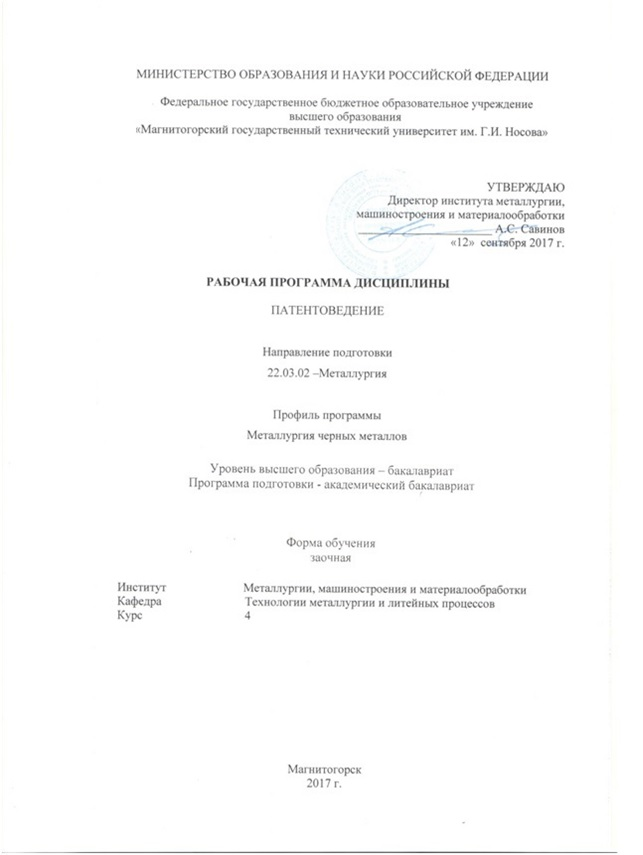 МИНИСТЕРСТВО ОБРАЗОВАНИЯ И НАУКИ РОССИЙСКОЙ ФЕДЕРАЦИИ
Федеральное государственное бюджетное образовательное учреждение
высшего образования
«Магнитогорский государственный технический университет им. Г.И. Носова»
УТВЕРЖДАЮ
Директор института металлургии,
машиностроения и материалообработки
А.С. Савинов
«12» сентября 2017 г.
РАБОЧАЯ ПРОГРАММА ДИСЦИПЛИНЫ
ПАТЕНТОВЕДЕНИЕ
Направление подготовки
22.03.02 –Металлургия
Профиль программы
Металлургия черных металлов
Уровень высшего образования – бакалавриат
Программа подготовки - академический бакалавриат
Форма обучения
заочная
Институт Металлургии, машиностроения и материалообработки
Кафедра Технологии металлургии и литейных процессов
Курс 4
Магнитогорск
2017 г.